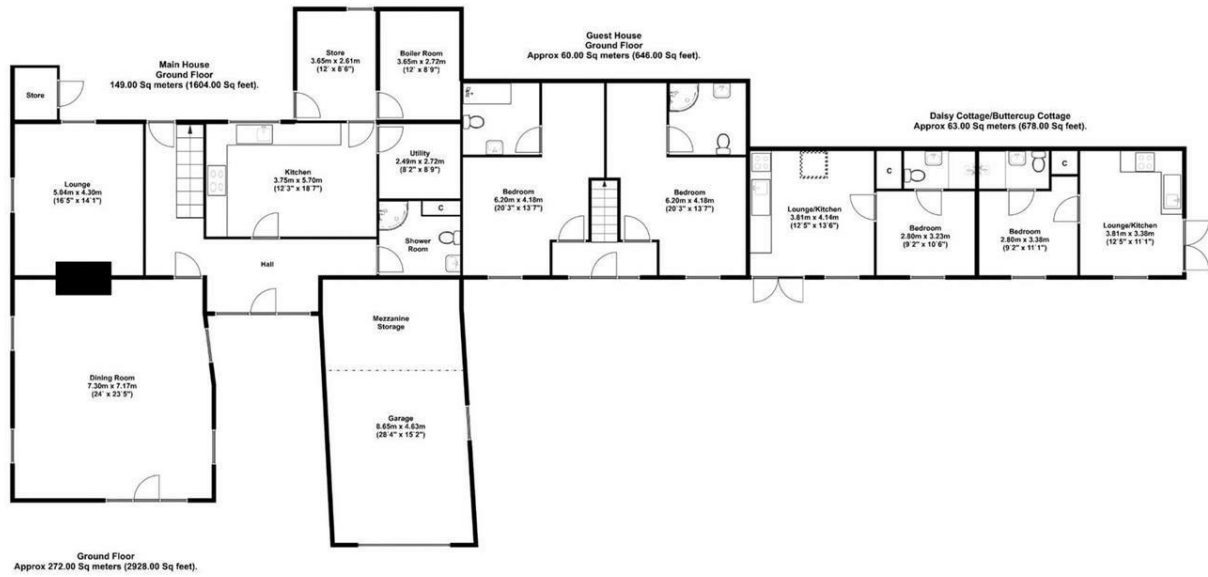 Main House
Ground Floor
149.00 Sq meters (1604.00 Sq feet).
Store
3.65m x 2.61m
(12' x 8'6")
Boiler Room
3.65m x 2.72m
(12' x 8'9")
Guest House
Ground Floor
Approx 60.00 Sq meters (646.00 Sq feet).
Daisy Cottage/Buttercup Cottage
Approx 63.00 Sq meters (678.00 Sq feet).
Store
Lounge
5.04m x 4.30m
(16'5" x 14'1")
Kitchen
3.75m x 5.70m
(12'3" x 18'7")
Utility
2.49m x 2.72m
(8'2" x 8'9")
C
Shower
Room
Hall
Bedroom
6.20m x 4.18m
(20'3" x 13'7")
Bedroom
6.20m x 4.18m
(20'3" x 13'7")
Lounge/Kitchen
3.81m x 4.14m
(12'5" x 13'6")
C
Bedroom
2.80m x 3.23m
(9'2" x 10'6")
C
Bedroom
2.80m x 3.38m
(9'2" x 11'1")
Lounge/Kitchen
3.81m x 3.38m
(12'5" x 11'1")
Mezzanine
Storage
Dining Room
7.30m x 7.17m
(24' x 23'5")
Garage
8.65m x 4.63m
(28'4" x 15'2")
Ground Floor
Approx 272.00 Sq meters (2928.00 Sq feet).